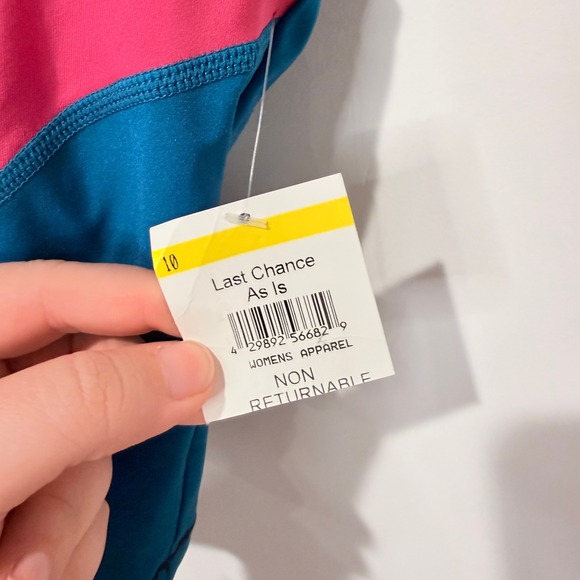 10
Last Chance
As Is
4 29892 56682 9
WOMENS APPAREL
NON
RETURNABLE